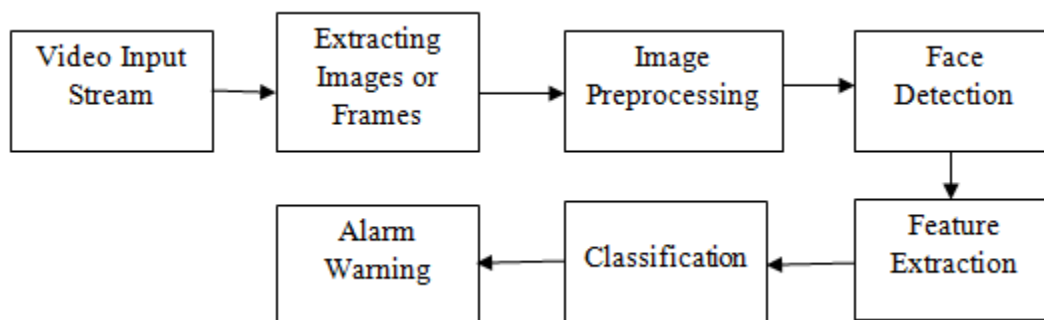 Video Input
Stream
Extracting
Images or
Frames
Image
Preprocessing
Face
Detection
Feature
Extraction
Classification
Alarm
Warning